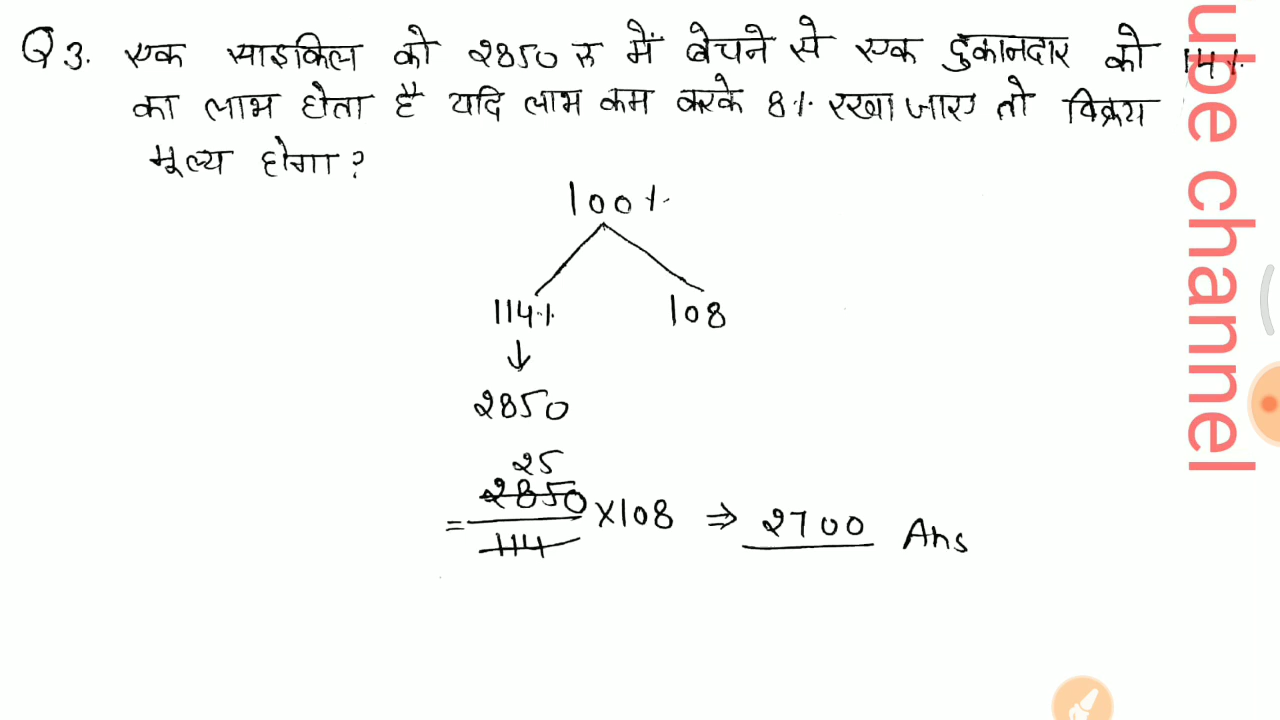 Q 3. एक साइकिल को 2850 रु में बेचने से एक दुकानदार को 14%
का लाभ होता है यदि लाभ कम करके 8% रखा जाए तो विक्रय
मूल्य होगा?
100%
114% 108
↓
2850
25
= 2850/114 ×108 ⇒ 2700 Ans
ube channel